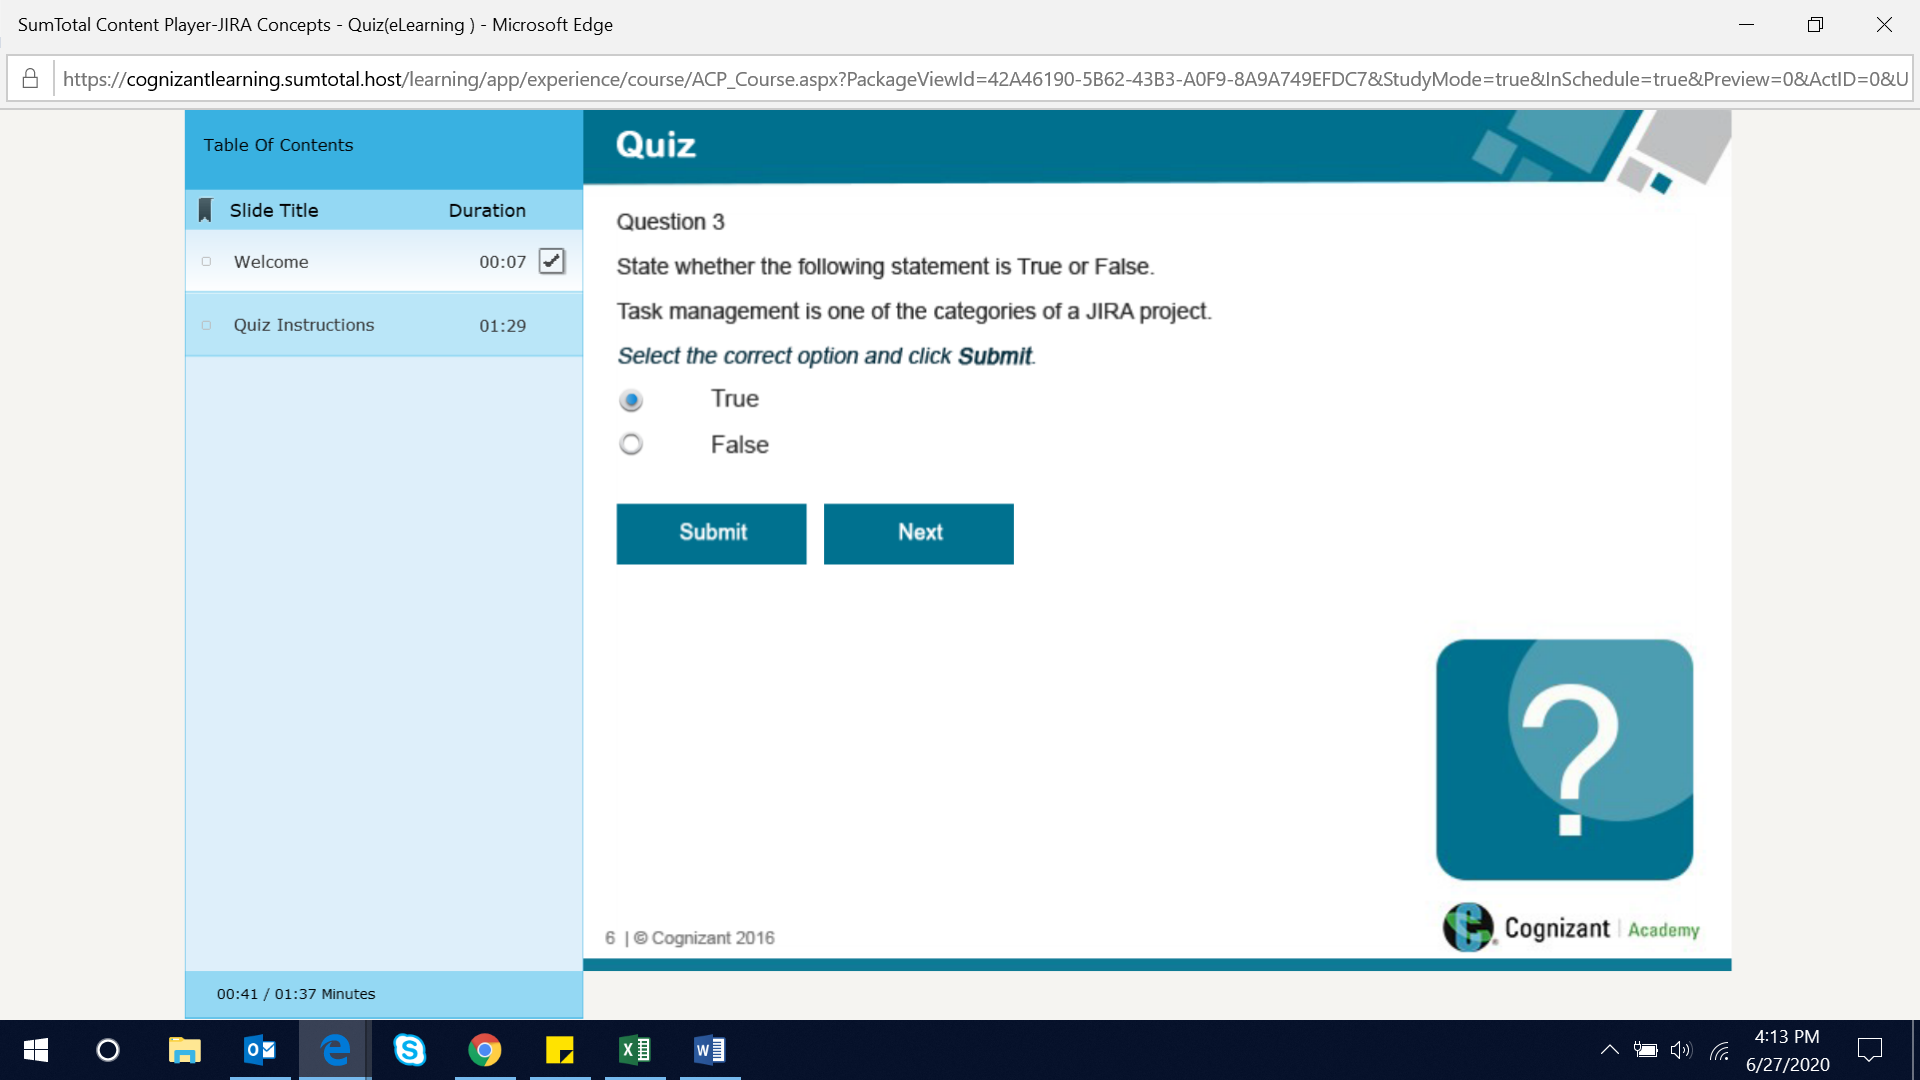 SumTotal Content Player-JIRA Concepts - Quiz(eLearning ) - Microsoft Edge
https://cognizantlearning.sumtotal.host/learning/app/experience/course/ACP_Course.aspx?PackageViewId=42A46190-5B62-43B3-A0F9-8A9A749EFDC7&StudyMode=true&InSchedule=true&Preview=0&ActID=0&U
Table Of Contents
Slide Title Duration
Welcome 00:07
Quiz Instructions 01:29
00:41 / 01:37 Minutes
Quiz
Question 3
State whether the following statement is True or False.
Task management is one of the categories of a JIRA project.
Select the correct option and click Submit.
True
False
Submit Next
?
6 | © Cognizant 2016
Cognizant | Academy
4:13 PM
6/27/2020